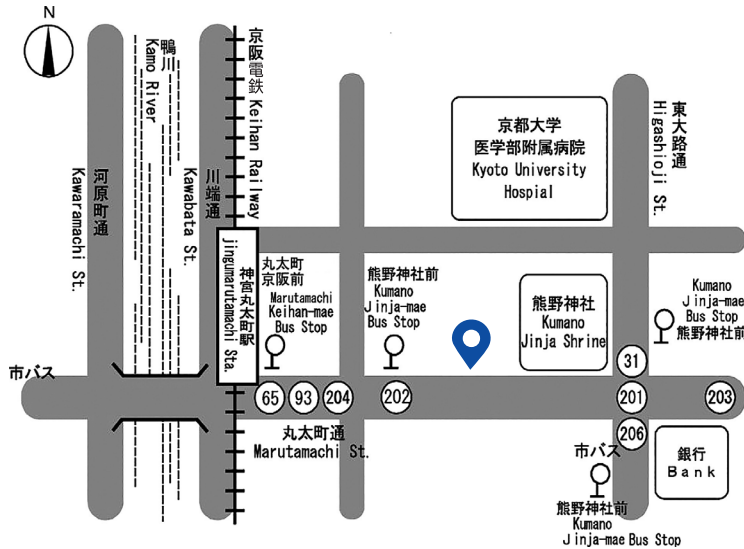 N
鴨川
Kamo River
京阪電鉄 Keihan Railway
河原町通
Kawaramachi St.
川端通
Kawabata St.
神宮丸太町駅
jingumarutamachi Sta.
京都大学
医学部附属病院
Kyoto University
Hospial
東大路通
Higashioji St.
丸太町
京阪前
Marutamachi
Keihan-mae
Bus Stop
熊野神社前
Kumano
Jinja-mae
Bus Stop
熊野神社
Kumano
Jinja Shrine
Kumano
Jinja-mae
Bus Stop
熊野神社前
市バス
65
93
204
202
31
201
203
206
丸太町通
Marutamachi St.
市バス
熊野神社前
Kumano
Jinja-mae Bus Stop
銀行
Bank